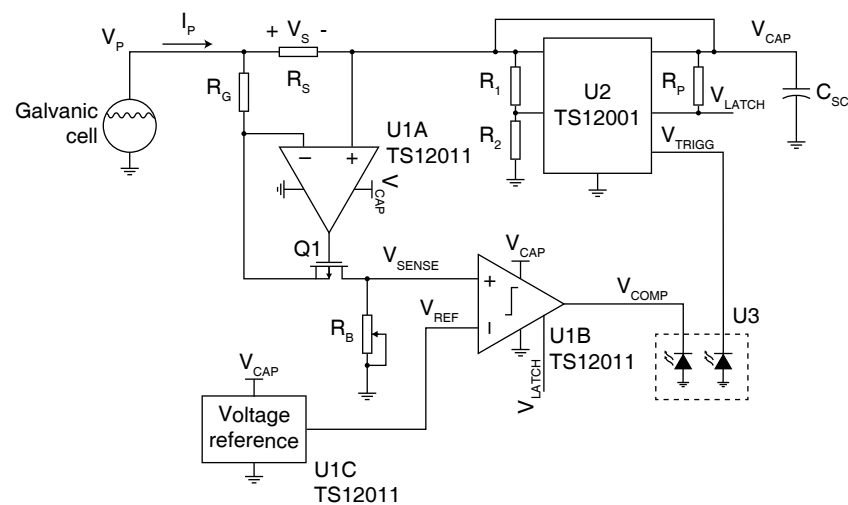 V_P
I_P
+ V_S -
R_S
R_G
Galvanic
cell
U1A
TS12011
− +
V_CAP
Q1
R_1
R_2
U2
TS12001
R_P
V_CAP
V_LATCH
C_SC
V_TRIGG
V_SENSE
V_REF
R_B
V_CAP
+
−
U1B
TS12011
V_LATCH
V_COMP
U3
V_CAP
Voltage
reference
U1C
TS12011